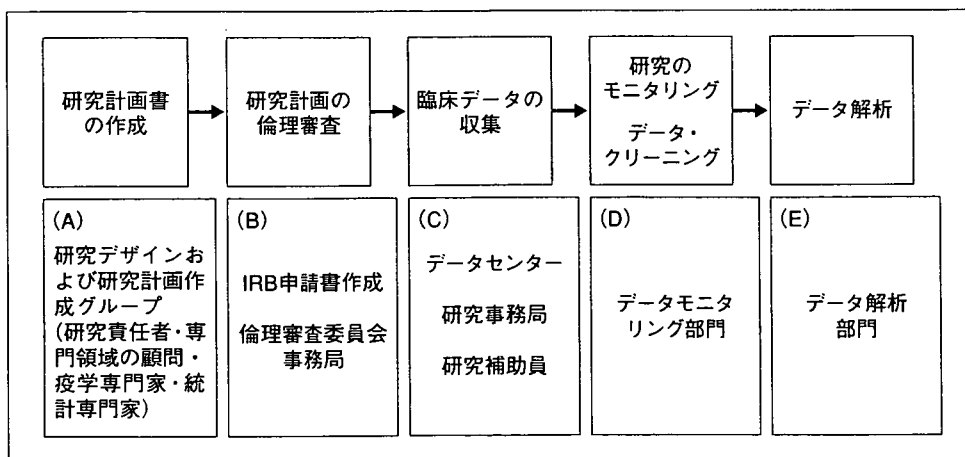 研究計画書
の作成
研究計画の
倫理審査
臨床データの
収集
研究の
モニタリング
データ・
クリーニング
データ解析
(A)
研究デザインお
よび研究計画作
成グループ
(研究責任者・専
門領域の顧問・
疫学専門家・統
計専門家)
(B)
IRB申請書作成
倫理審査委員会
事務局
(C)
データセンター
研究事務局
研究補助員
(D)
データモニタ
リング部門
(E)
データ解析
部門